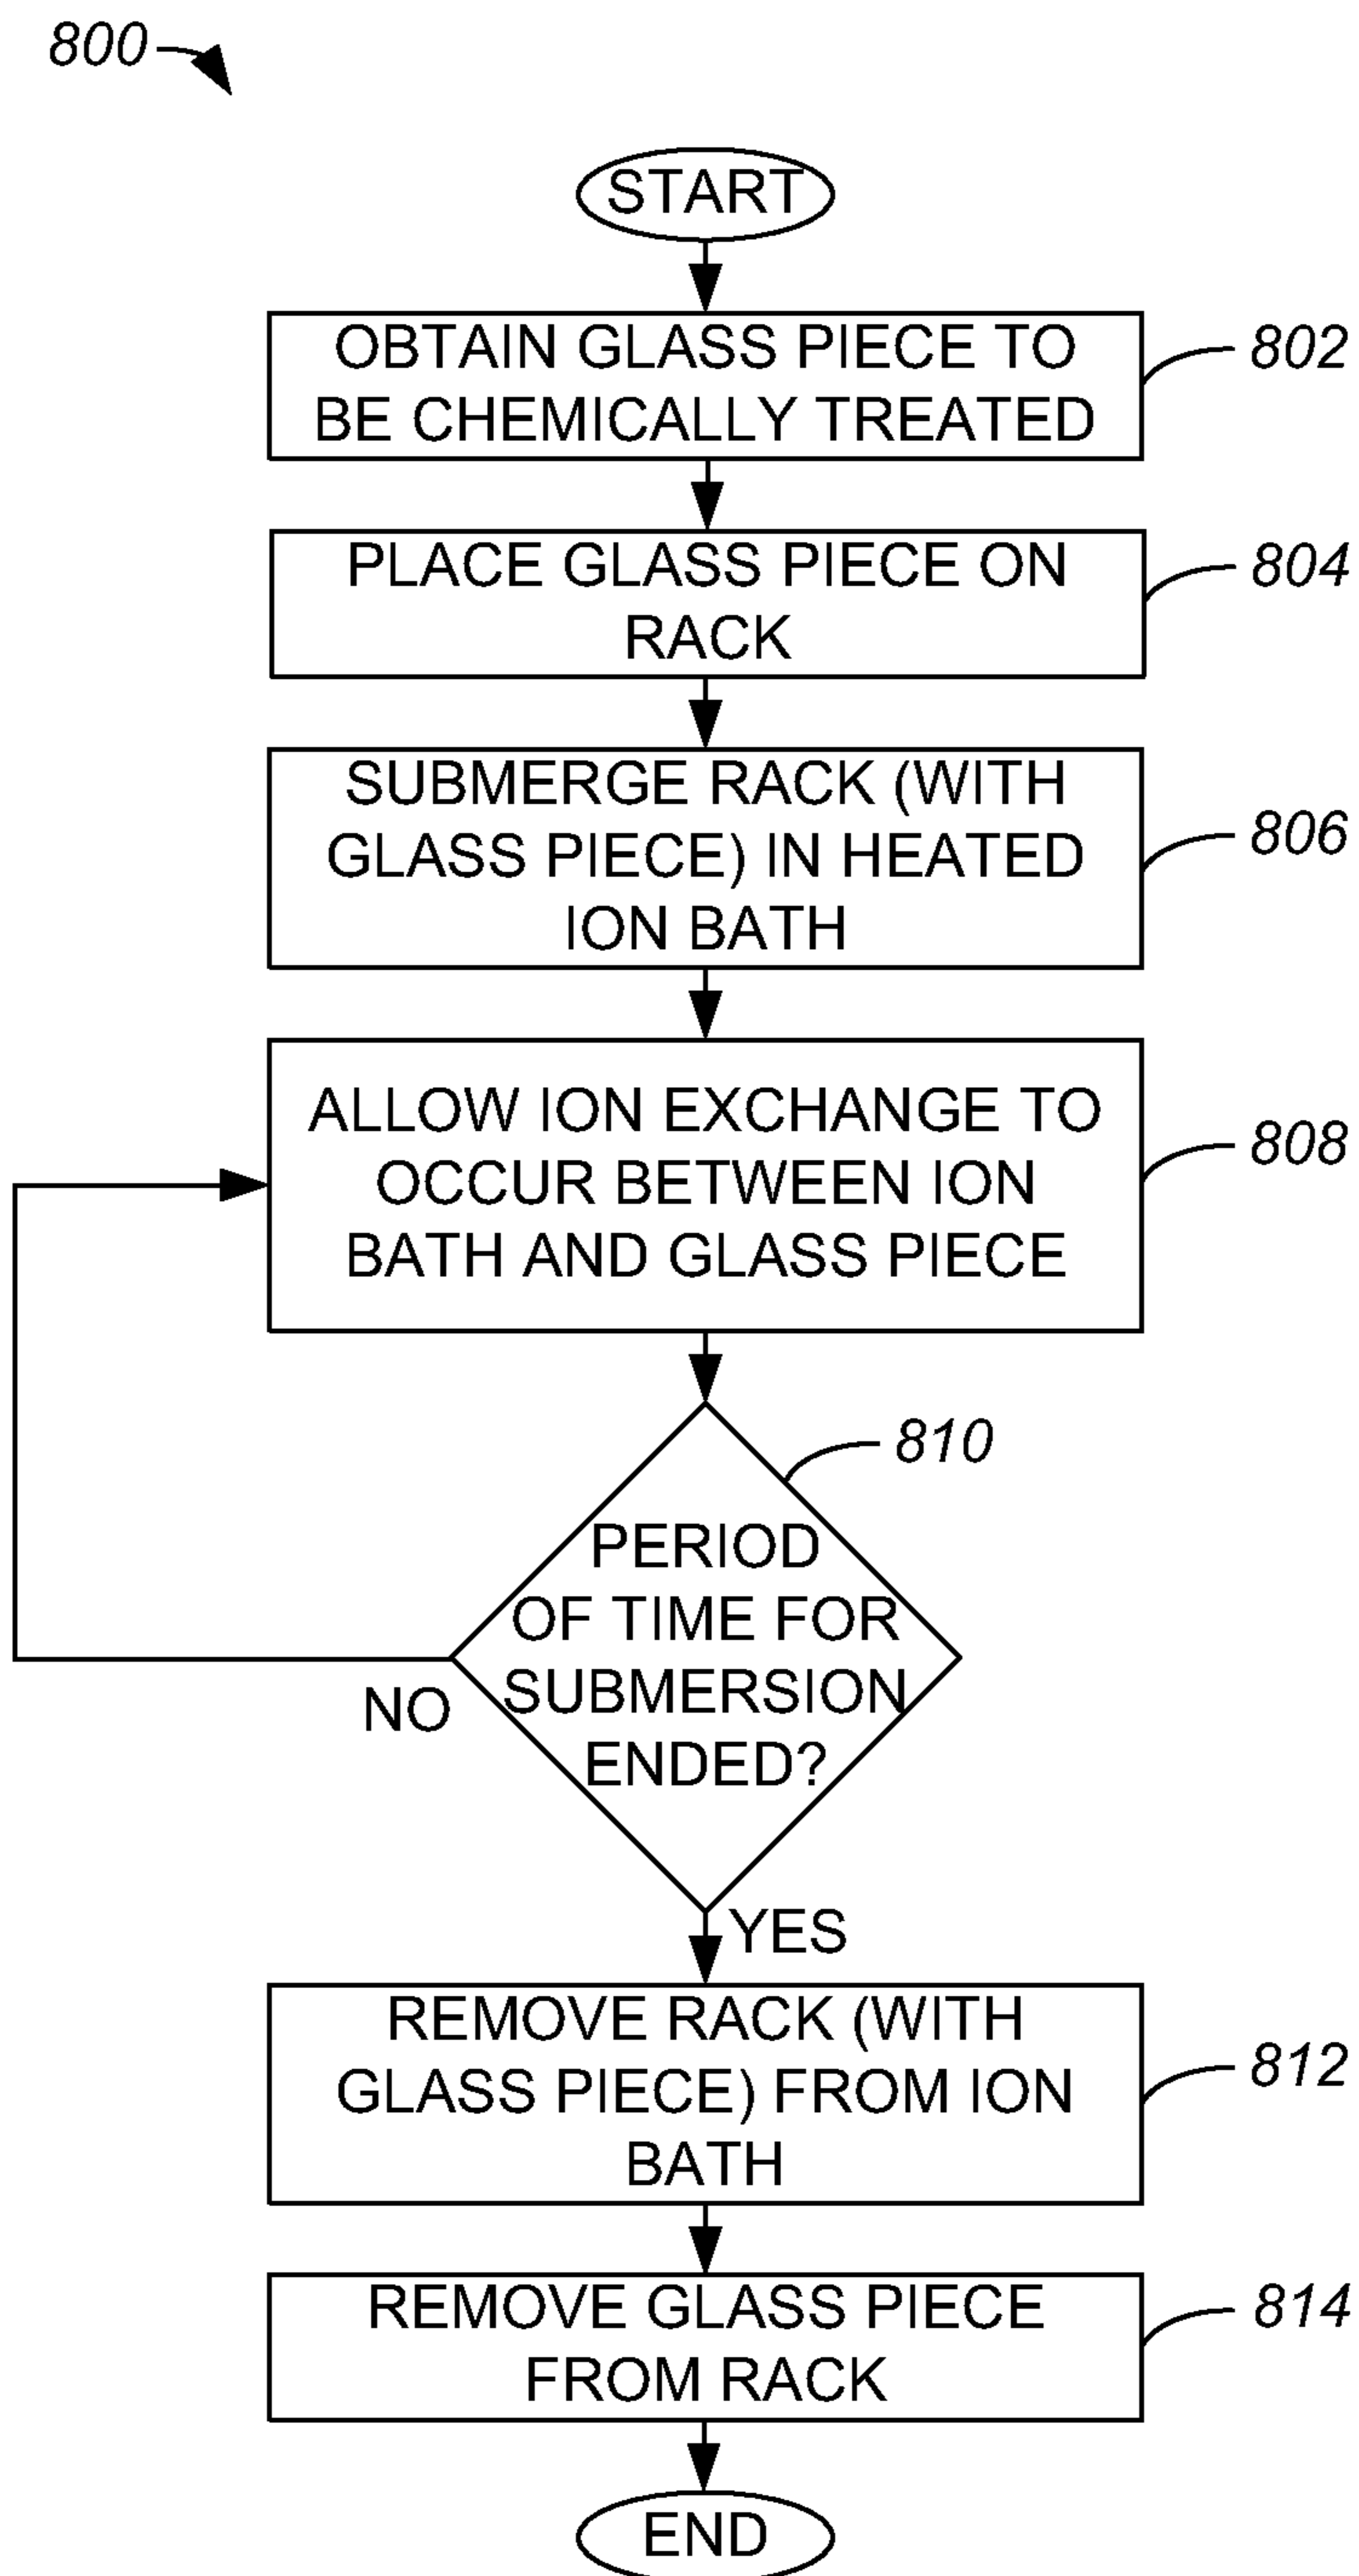 800
START
OBTAIN GLASS PIECE TO
BE CHEMICALLY TREATED
802
PLACE GLASS PIECE ON
RACK
804
SUBMERGE RACK (WITH
GLASS PIECE) IN HEATED
ION BATH
806
ALLOW ION EXCHANGE TO
OCCUR BETWEEN ION
BATH AND GLASS PIECE
808
810
PERIOD
OF TIME FOR
SUBMERSION
ENDED?
NO
YES
REMOVE RACK (WITH
GLASS PIECE) FROM ION
BATH
812
REMOVE GLASS PIECE
FROM RACK
814
END